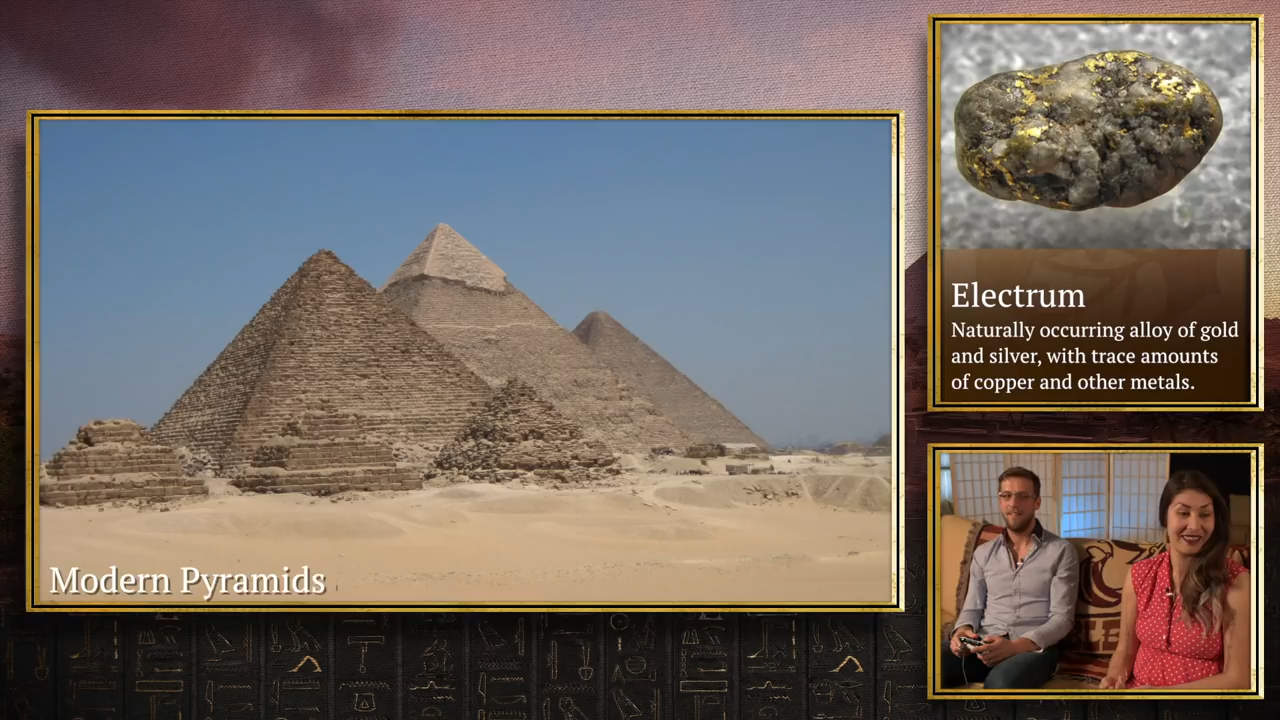 Modern Pyramids
Electrum
Naturally occurring alloy of gold
and silver, with trace amounts
of copper and other metals.